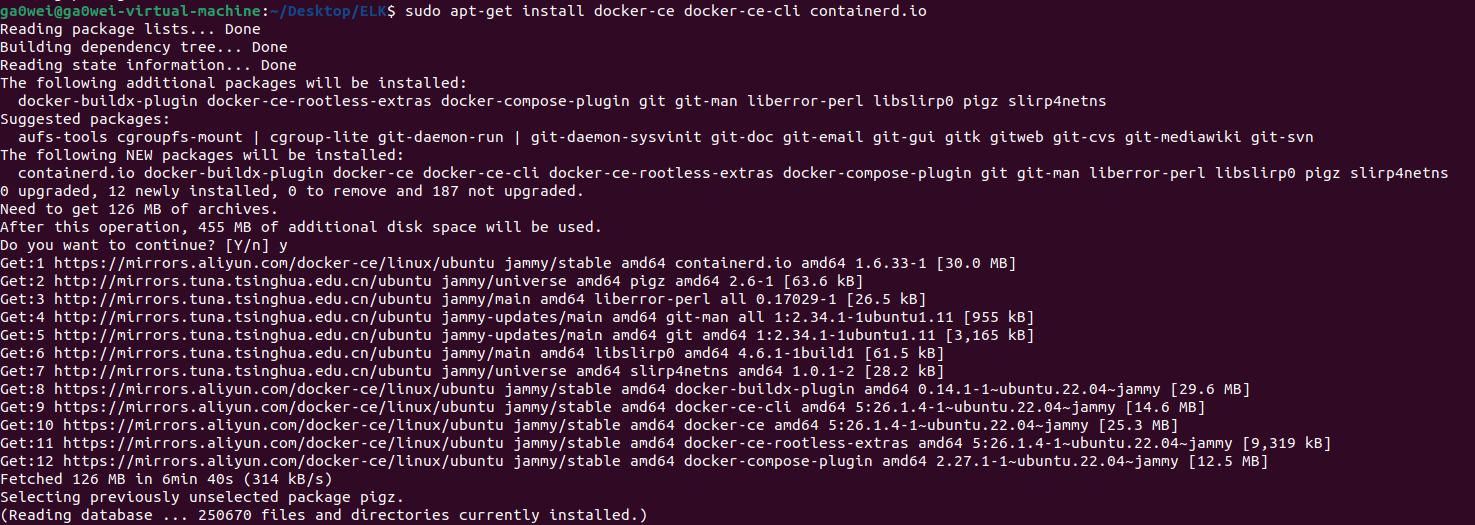 ga0wei@ga0wei-virtual-machine:~/Desktop/ELK$ sudo apt-get install docker-ce docker-ce-cli containerd.io
Reading package lists... Done
Building dependency tree... Done
Reading state information... Done
The following additional packages will be installed:
  docker-buildx-plugin docker-ce-rootless-extras docker-compose-plugin git git-man liberror-perl libslirp0 pigz slirp4netns
Suggested packages:
  aufs-tools cgroupfs-mount | cgroup-lite git-daemon-run | git-daemon-sysvinit git-doc git-email git-gui gitk gitweb git-cvs git-mediawiki git-svn
The following NEW packages will be installed:
  containerd.io docker-buildx-plugin docker-ce docker-ce-cli docker-ce-rootless-extras docker-compose-plugin git git-man liberror-perl libslirp0 pigz slirp4netns
0 upgraded, 12 newly installed, 0 to remove and 187 not upgraded.
Need to get 126 MB of archives.
After this operation, 455 MB of additional disk space will be used.
Do you want to continue? [Y/n] y
Get:1 https://mirrors.aliyun.com/docker-ce/linux/ubuntu jammy/stable amd64 containerd.io amd64 1.6.33-1 [30.0 MB]
Get:2 http://mirrors.tuna.tsinghua.edu.cn/ubuntu jammy/universe amd64 pigz amd64 2.6-1 [63.6 kB]
Get:3 http://mirrors.tuna.tsinghua.edu.cn/ubuntu jammy/main amd64 liberror-perl all 0.17029-1 [26.5 kB]
Get:4 http://mirrors.tuna.tsinghua.edu.cn/ubuntu jammy-updates/main amd64 git-man all 1:2.34.1-1ubuntu1.11 [955 kB]
Get:5 http://mirrors.tuna.tsinghua.edu.cn/ubuntu jammy-updates/main amd64 git amd64 1:2.34.1-1ubuntu1.11 [3,165 kB]
Get:6 http://mirrors.tuna.tsinghua.edu.cn/ubuntu jammy/main amd64 libslirp0 amd64 4.6.1-1build1 [61.5 kB]
Get:7 http://mirrors.tuna.tsinghua.edu.cn/ubuntu jammy/universe amd64 slirp4netns amd64 1.0.1-2 [28.2 kB]
Get:8 https://mirrors.aliyun.com/docker-ce/linux/ubuntu jammy/stable amd64 docker-buildx-plugin amd64 0.14.1-1~ubuntu.22.04~jammy [29.6 MB]
Get:9 https://mirrors.aliyun.com/docker-ce/linux/ubuntu jammy/stable amd64 docker-ce-cli amd64 5:26.1.4-1~ubuntu.22.04~jammy [14.6 MB]
Get:10 https://mirrors.aliyun.com/docker-ce/linux/ubuntu jammy/stable amd64 docker-ce amd64 5:26.1.4-1~ubuntu.22.04~jammy [25.3 MB]
Get:11 https://mirrors.aliyun.com/docker-ce/linux/ubuntu jammy/stable amd64 docker-ce-rootless-extras amd64 5:26.1.4-1~ubuntu.22.04~jammy [9,319 kB]
Get:12 https://mirrors.aliyun.com/docker-ce/linux/ubuntu jammy/stable amd64 docker-compose-plugin amd64 2.27.1-1~ubuntu.22.04~jammy [12.5 MB]
Fetched 126 MB in 6min 40s (314 kB/s)
Selecting previously unselected package pigz.
(Reading database ... 250670 files and directories currently installed.)